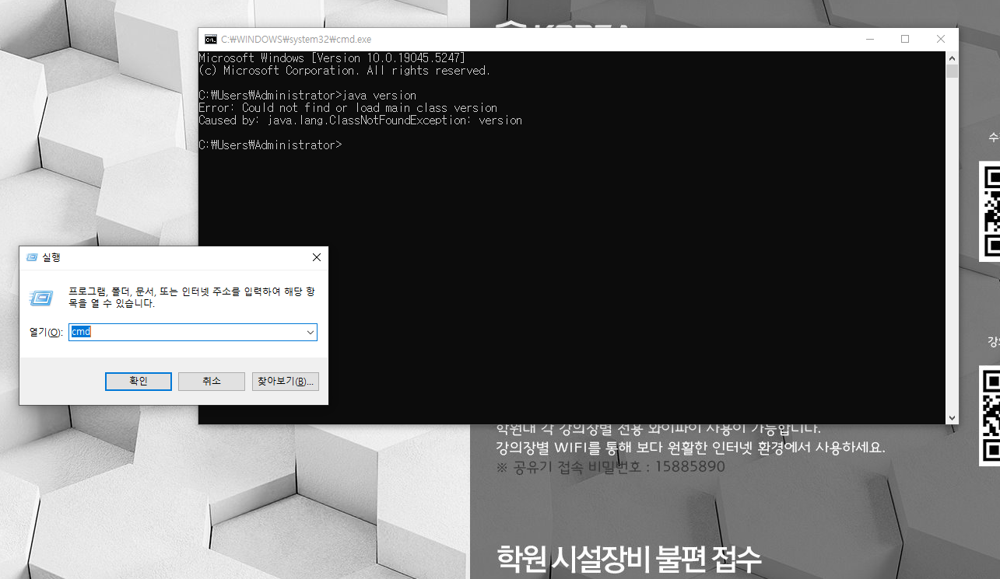 KOREA
C:₩WINDOWS₩system32₩cmd.exe
Microsoft Windows [Version 10.0.19045.5247]
(c) Microsoft Corporation. All rights reserved.
C:₩Users₩Administrator>java version
Error: Could not find or load main class version
Caused by: java.lang.ClassNotFoundException: version
C:₩Users₩Administrator>
실행
프로그램, 폴더, 문서, 또는 인터넷 주소를 입력하여 해당 항
목을 열 수 있습니다.
열기(O): cmd
확인 취소 찾아보기(B)...
학원내 각 강의장별 전용 와이파이 사용이 가능합니다.
강의장별 WIFI를 통해 보다 원활한 인터넷 환경에서 사용하세요.
※ 공유기 접속 비밀번호 : 15885890
학원 시설장비 불편 접수